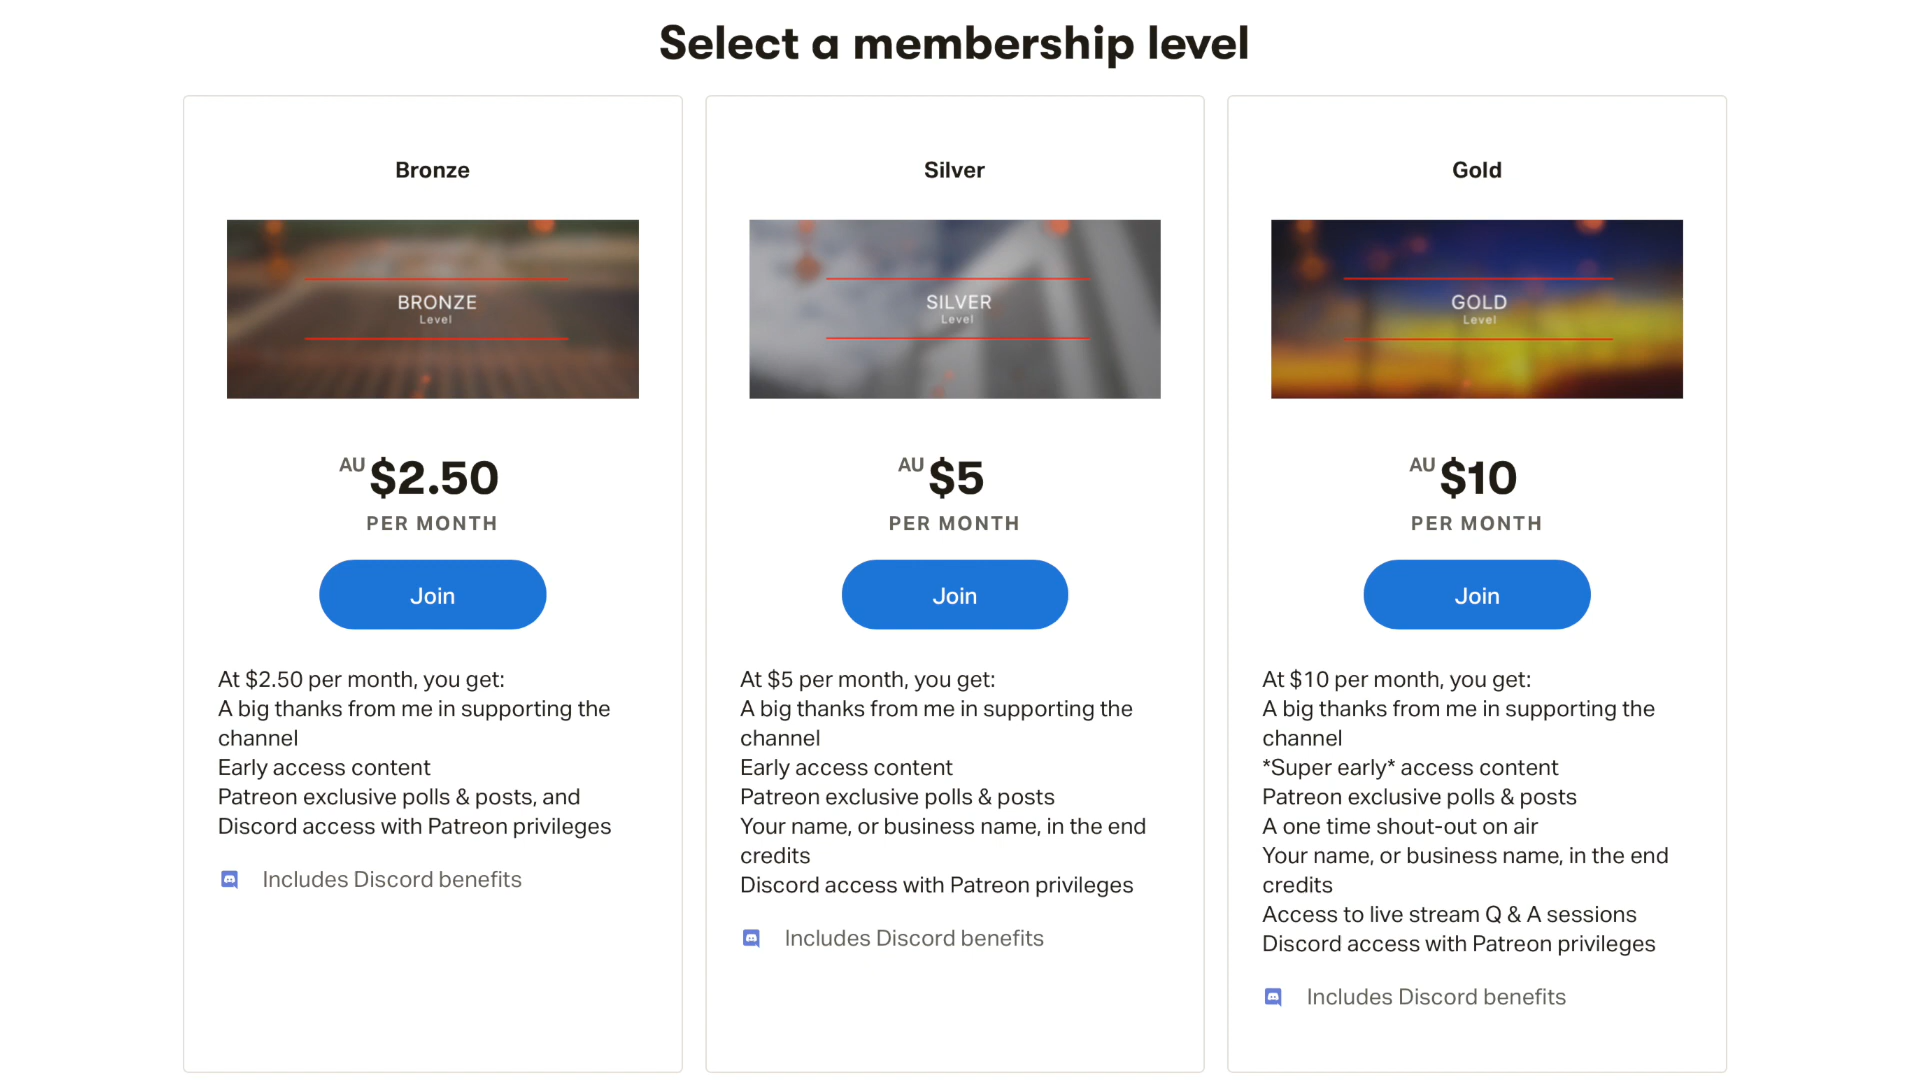 Select a membership level
Bronze
BRONZE
Level
AU $2.50
PER MONTH
Join
At $2.50 per month, you get:
A big thanks from me in supporting the
channel
Early access content
Patreon exclusive polls & posts, and
Discord access with Patreon privileges
Includes Discord benefits
Silver
SILVER
Level
AU $5
PER MONTH
Join
At $5 per month, you get:
A big thanks from me in supporting the
channel
Early access content
Patreon exclusive polls & posts
Your name, or business name, in the end
credits
Discord access with Patreon privileges
Includes Discord benefits
Gold
GOLD
Level
AU $10
PER MONTH
Join
At $10 per month, you get:
A big thanks from me in supporting the
channel
*Super early* access content
Patreon exclusive polls & posts
A one time shout-out on air
Your name, or business name, in the end
credits
Access to live stream Q & A sessions
Discord access with Patreon privileges
Includes Discord benefits